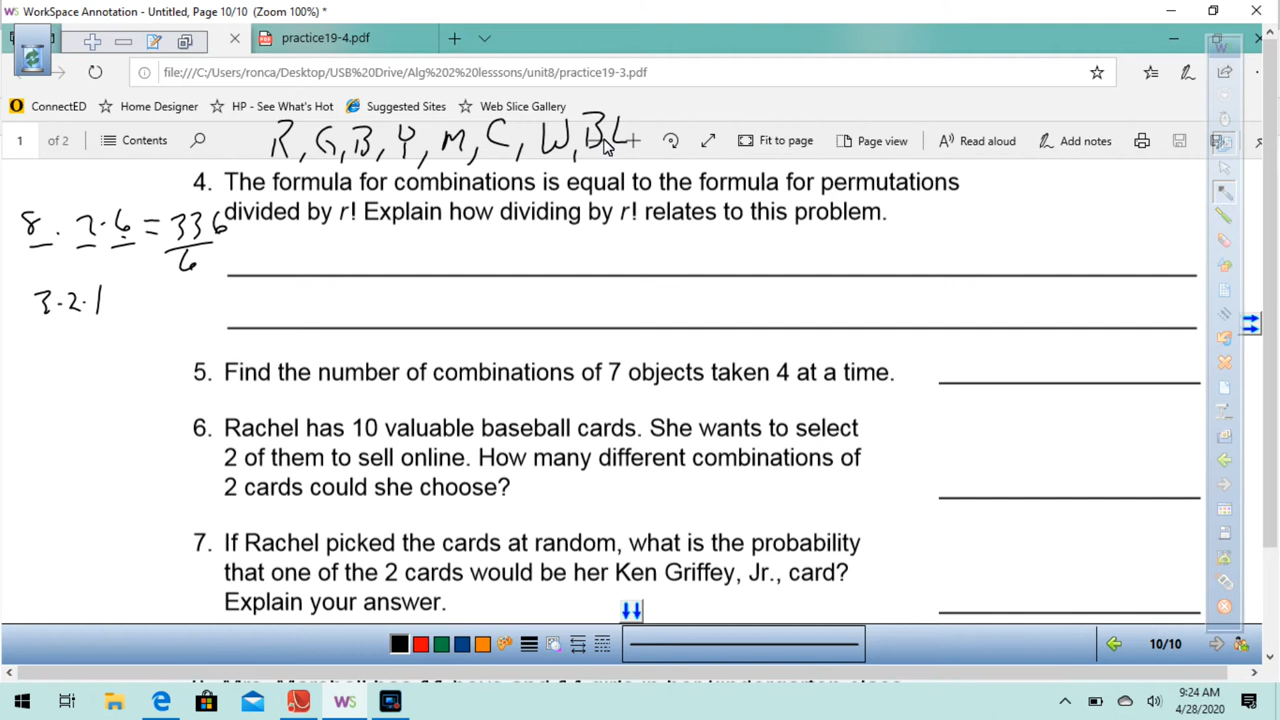 WorkSpace Annotation - Untitled, Page 10/10 (Zoom 100%) *
practice19-4.pdf
file:///C:/Users/ronca/Desktop/USB%20Drive/Alg%202%20lesssons/unit8/practice19-3.pdf
ConnectED Home Designer HP - See What's Hot Suggested Sites Web Slice Gallery
1 of 2 Contents Fit to page Page view Read aloud Add notes
R, G, B, Y, M, C, W, BL
4. The formula for combinations is equal to the formula for permutations
divided by r! Explain how dividing by r! relates to this problem.
8 · 7 · 6 = 336
6
3 · 2 · 1
5. Find the number of combinations of 7 objects taken 4 at a time.
6. Rachel has 10 valuable baseball cards. She wants to select
2 of them to sell online. How many different combinations of
2 cards could she choose?
7. If Rachel picked the cards at random, what is the probability
that one of the 2 cards would be her Ken Griffey, Jr., card?
Explain your answer.
10/10
9:24 AM
4/28/2020